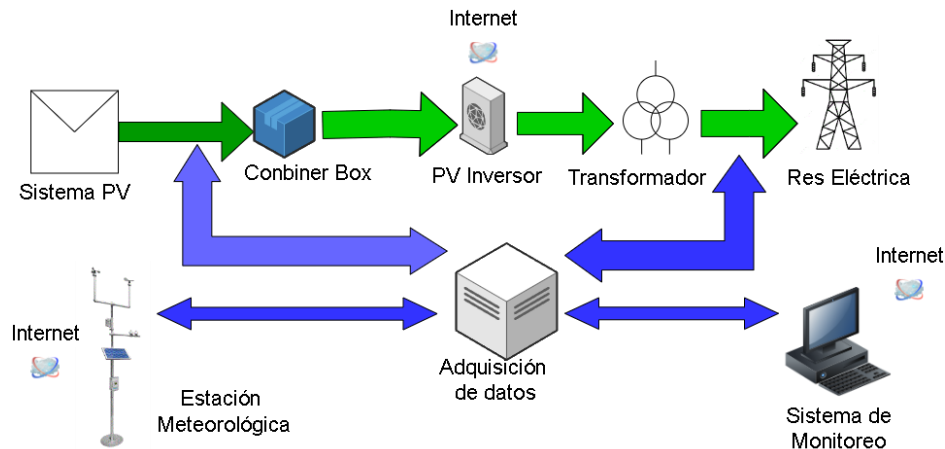 Internet
Sistema PV
Conbiner Box
PV Inversor
Transformador
Res Eléctrica
Internet
Internet
Adquisición
de datos
Estación
Meteorológica
Sistema de
Monitoreo